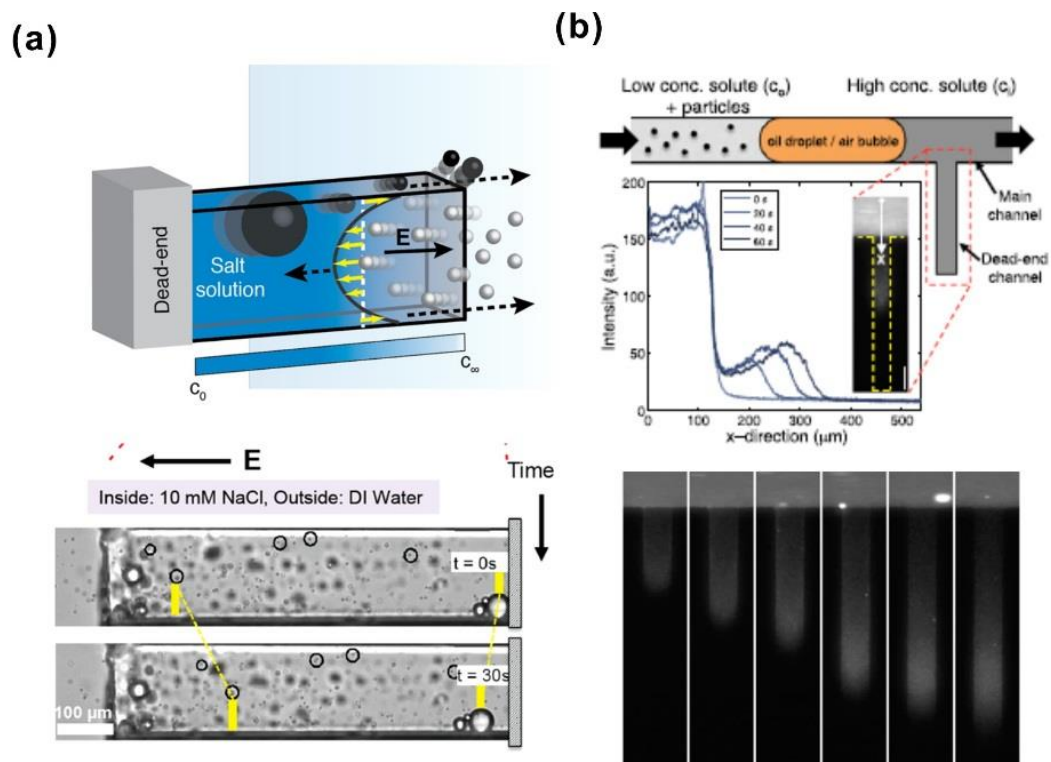 (a)
Dead-end
Salt
solution
E
c₀
c∞
E
Time
Inside: 10 mM NaCl, Outside: DI Water
t = 0s
t = 30s
100 µm
(b)
Low conc. solute (cₒ)
+ particles
High conc. solute (cᵢ)
oil droplet / air bubble
Main
channel
Dead-end
channel
200
150
100
50
0
Intensity (a.u.)
0 s
20 s
40 s
60 s
x
0
100
200
300
400
500
x–direction (µm)